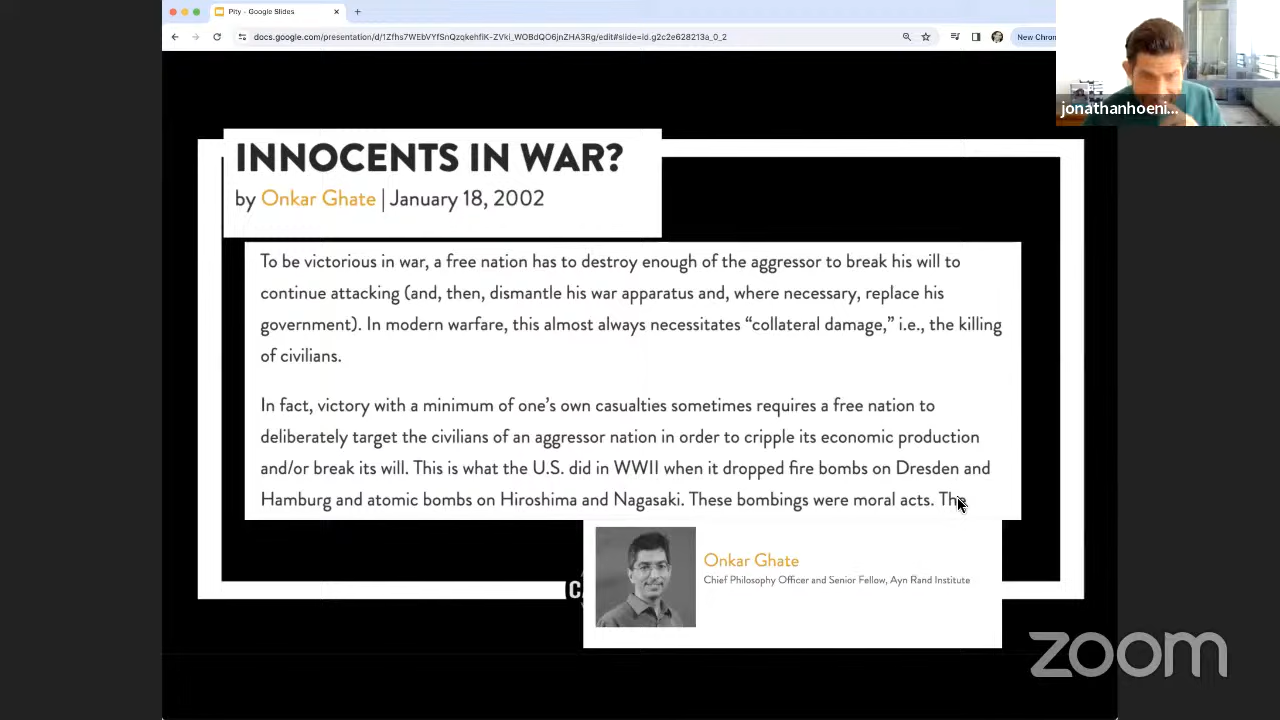 Pity - Google Slides
docs.google.com/presentation/d/1Zfhs7WEbVYfSnQzqkehfiK-ZVki_WOBdQO6jnZHA3Rg/edit#slide=id.g2c2e628213a_0_2
New Chron
jonathanhoeni...
INNOCENTS IN WAR?
by Onkar Ghate | January 18, 2002
To be victorious in war, a free nation has to destroy enough of the aggressor to break his will to
continue attacking (and, then, dismantle his war apparatus and, where necessary, replace his
government). In modern warfare, this almost always necessitates “collateral damage,” i.e., the killing
of civilians.
In fact, victory with a minimum of one’s own casualties sometimes requires a free nation to
deliberately target the civilians of an aggressor nation in order to cripple its economic production
and/or break its will. This is what the U.S. did in WWII when it dropped fire bombs on Dresden and
Hamburg and atomic bombs on Hiroshima and Nagasaki. These bombings were moral acts. The
Onkar Ghate
Chief Philosophy Officer and Senior Fellow, Ayn Rand Institute
zoom